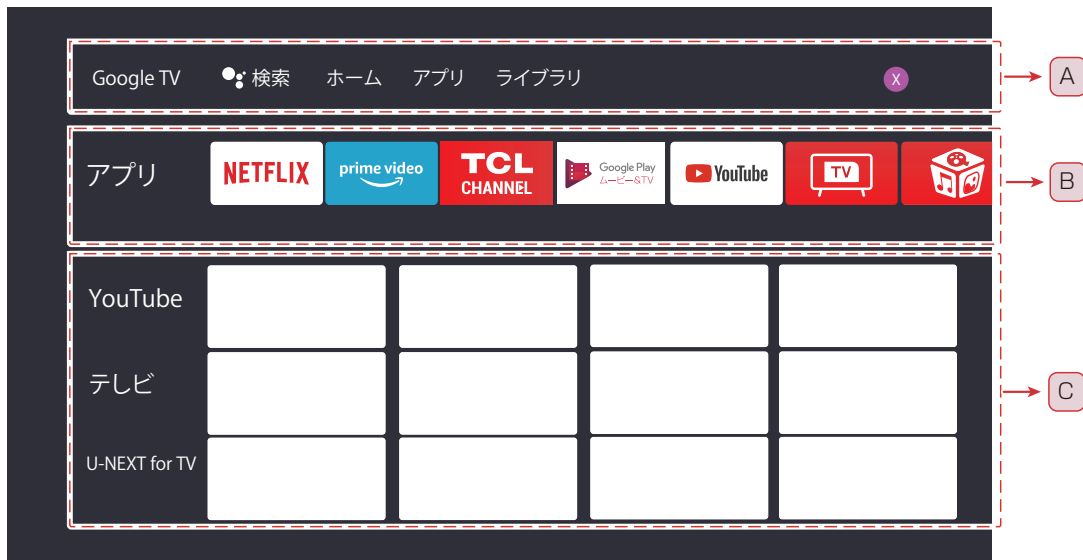 Google TV 検索 ホーム アプリ ライブラリ X A
アプリ NETFLIX prime video TCL CHANNEL Google Play ムービー&TV YouTube TV B
YouTube
テレビ
C
U-NEXT for TV